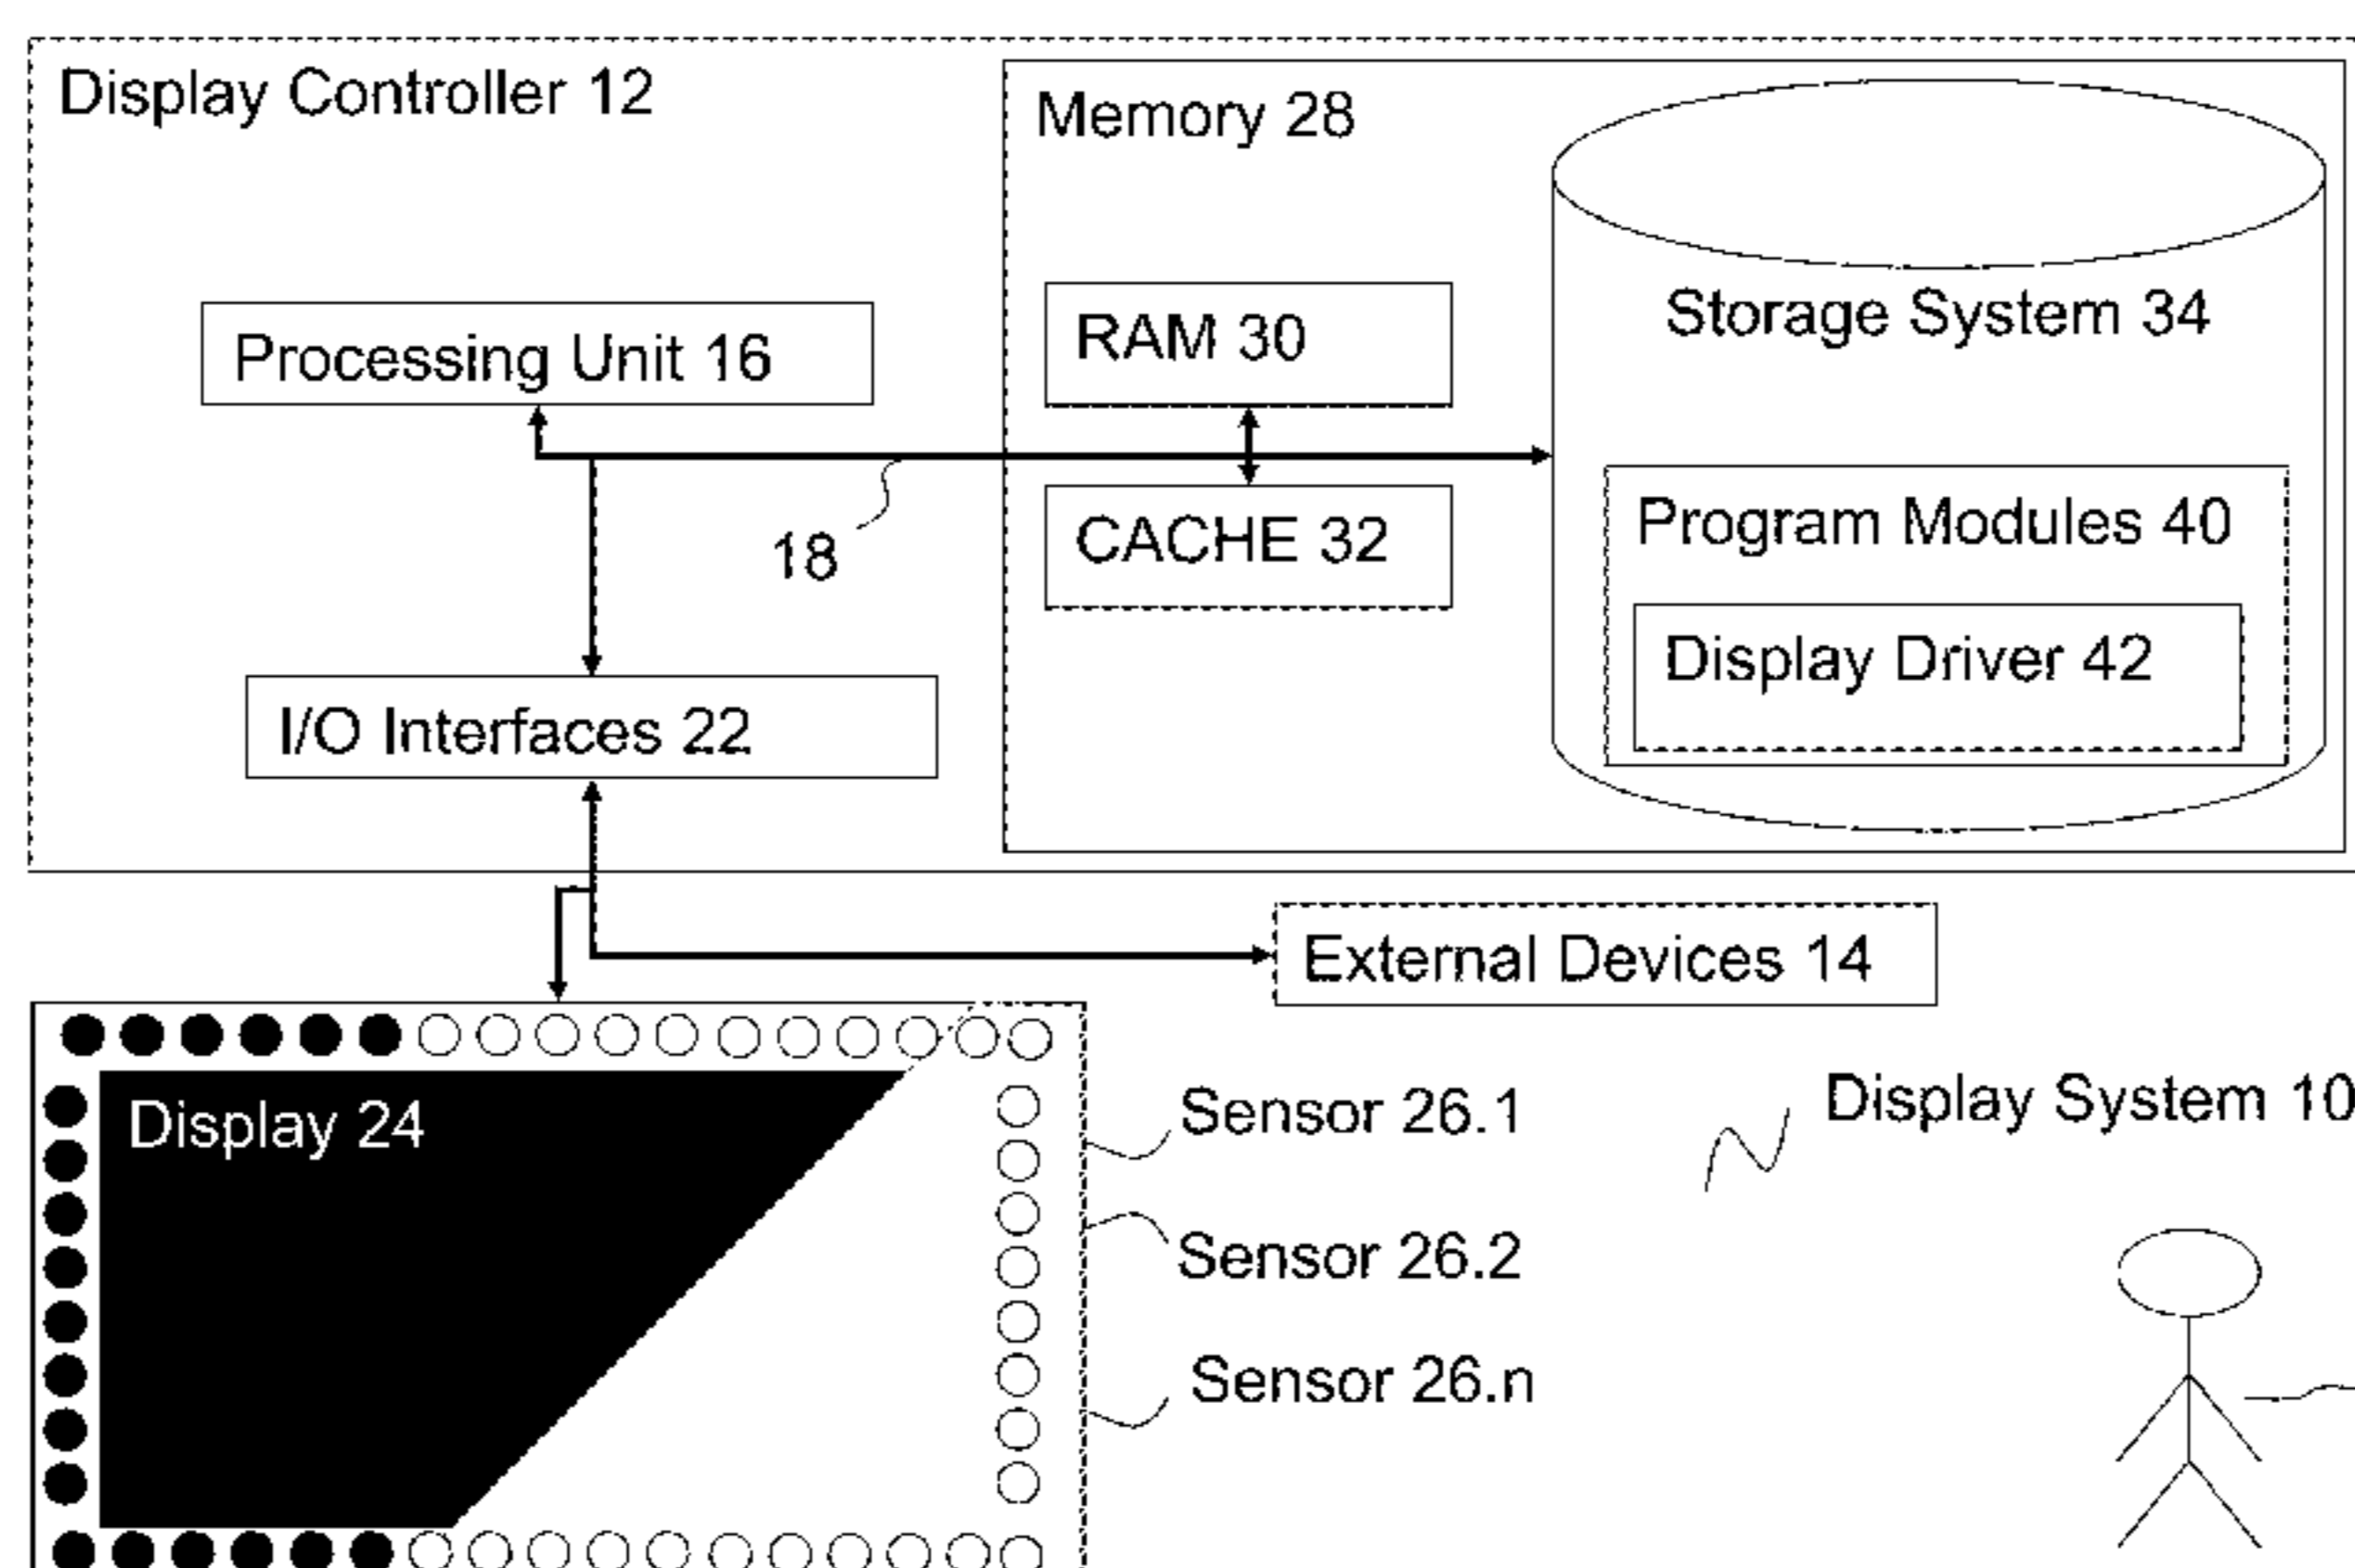 Display Controller 12
Memory 28
Storage System 34
RAM 30
Processing Unit 16
Program Modules 40
CACHE 32
18
Display Driver 42
I/O Interfaces 22
External Devices 14
Display 24
Sensor 26.1
Display System 10
Sensor 26.2
Sensor 26.n